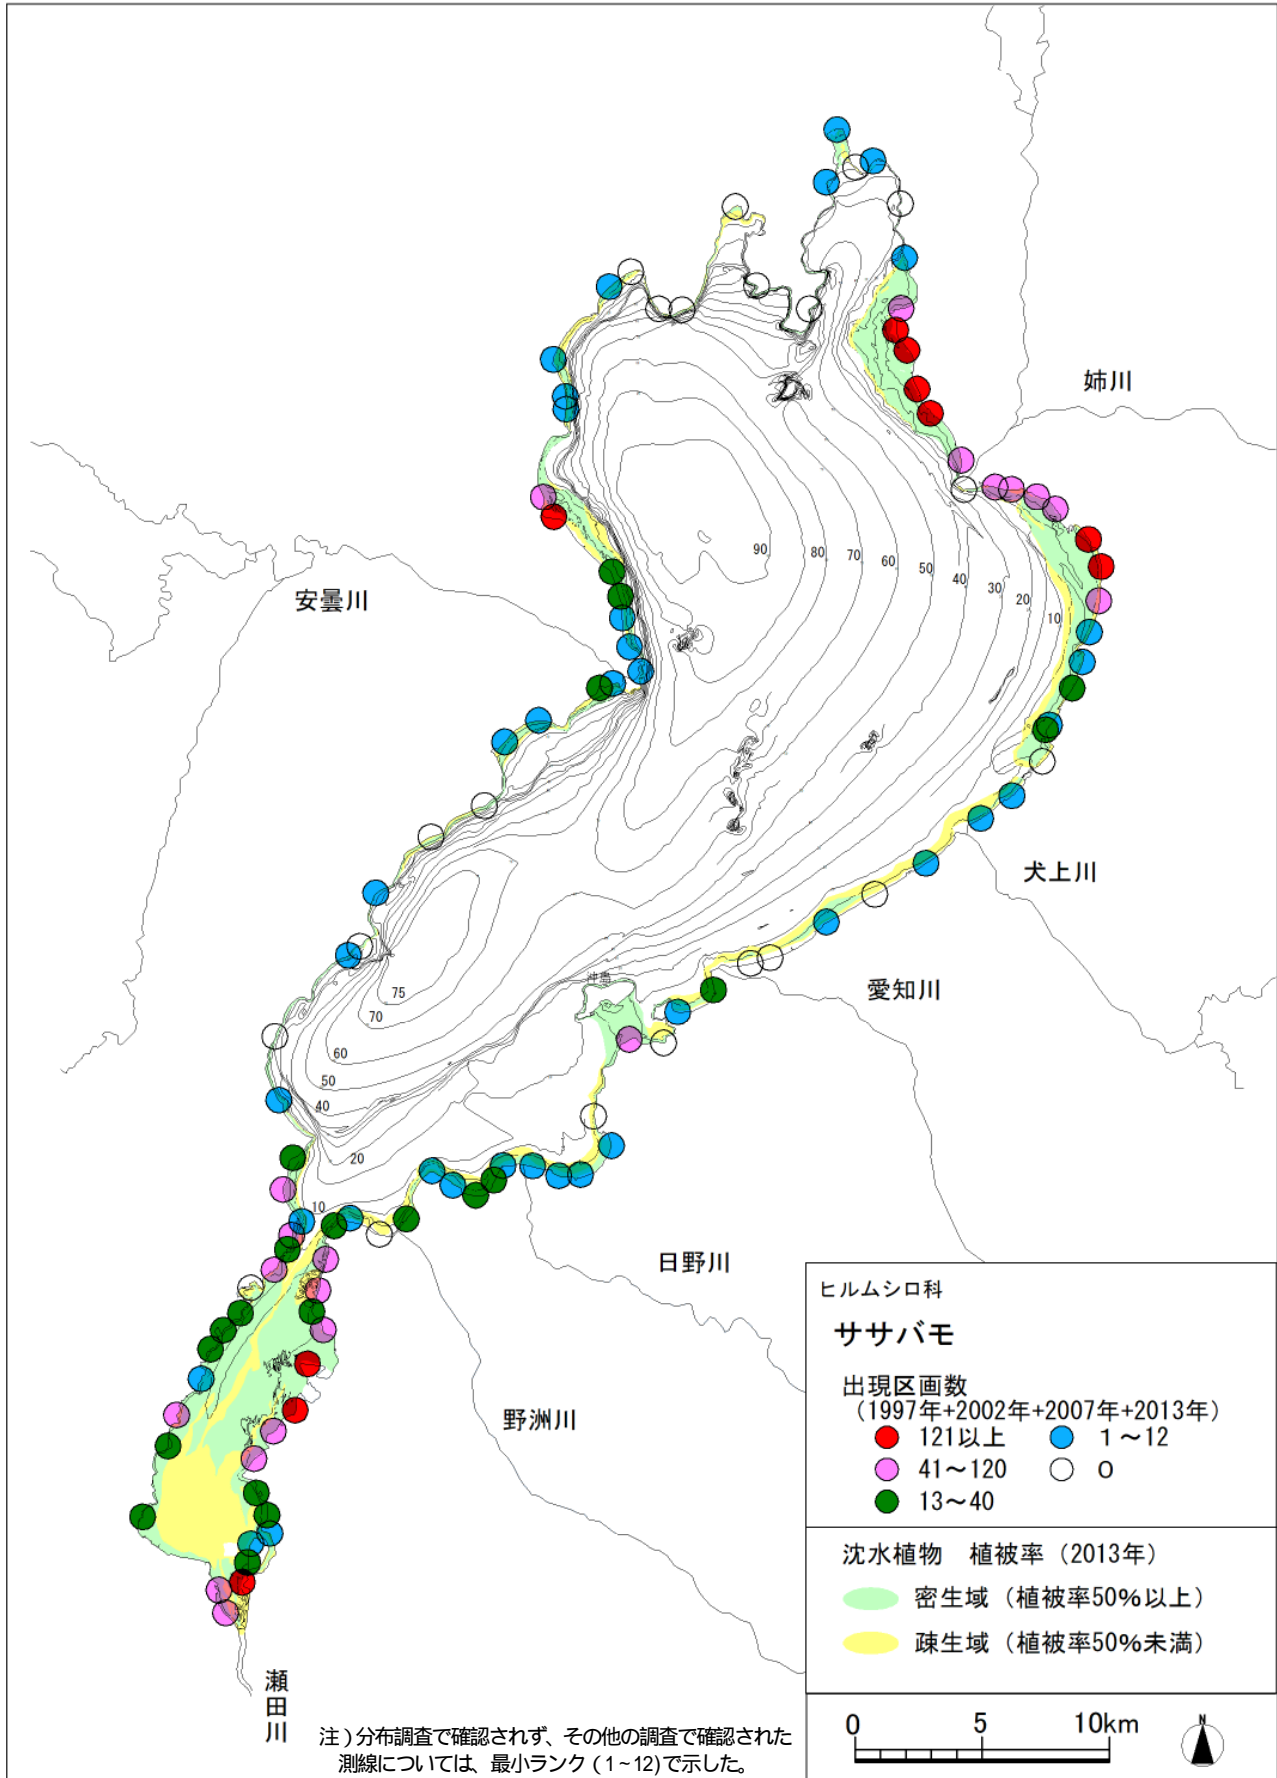 姉川
90
80
70
60
50
40
30
20
10
安曇川
犬上川
愛知川
沖島
75
70
60
50
40
20
10
日野川
野洲川
瀬田川
ヒルムシロ科
ササバモ
出現区画数
(1997年+2002年+2007年+2013年)
121以上
1～12
41～120
0
13～40
沈水植物 植被率(2013年)
密生域(植被率50%以上)
疎生域(植被率50%未満)
0 5 10km
N
注)分布調査で確認されず、その他の調査で確認された
測線については、最小ランク(1~12)で示した。